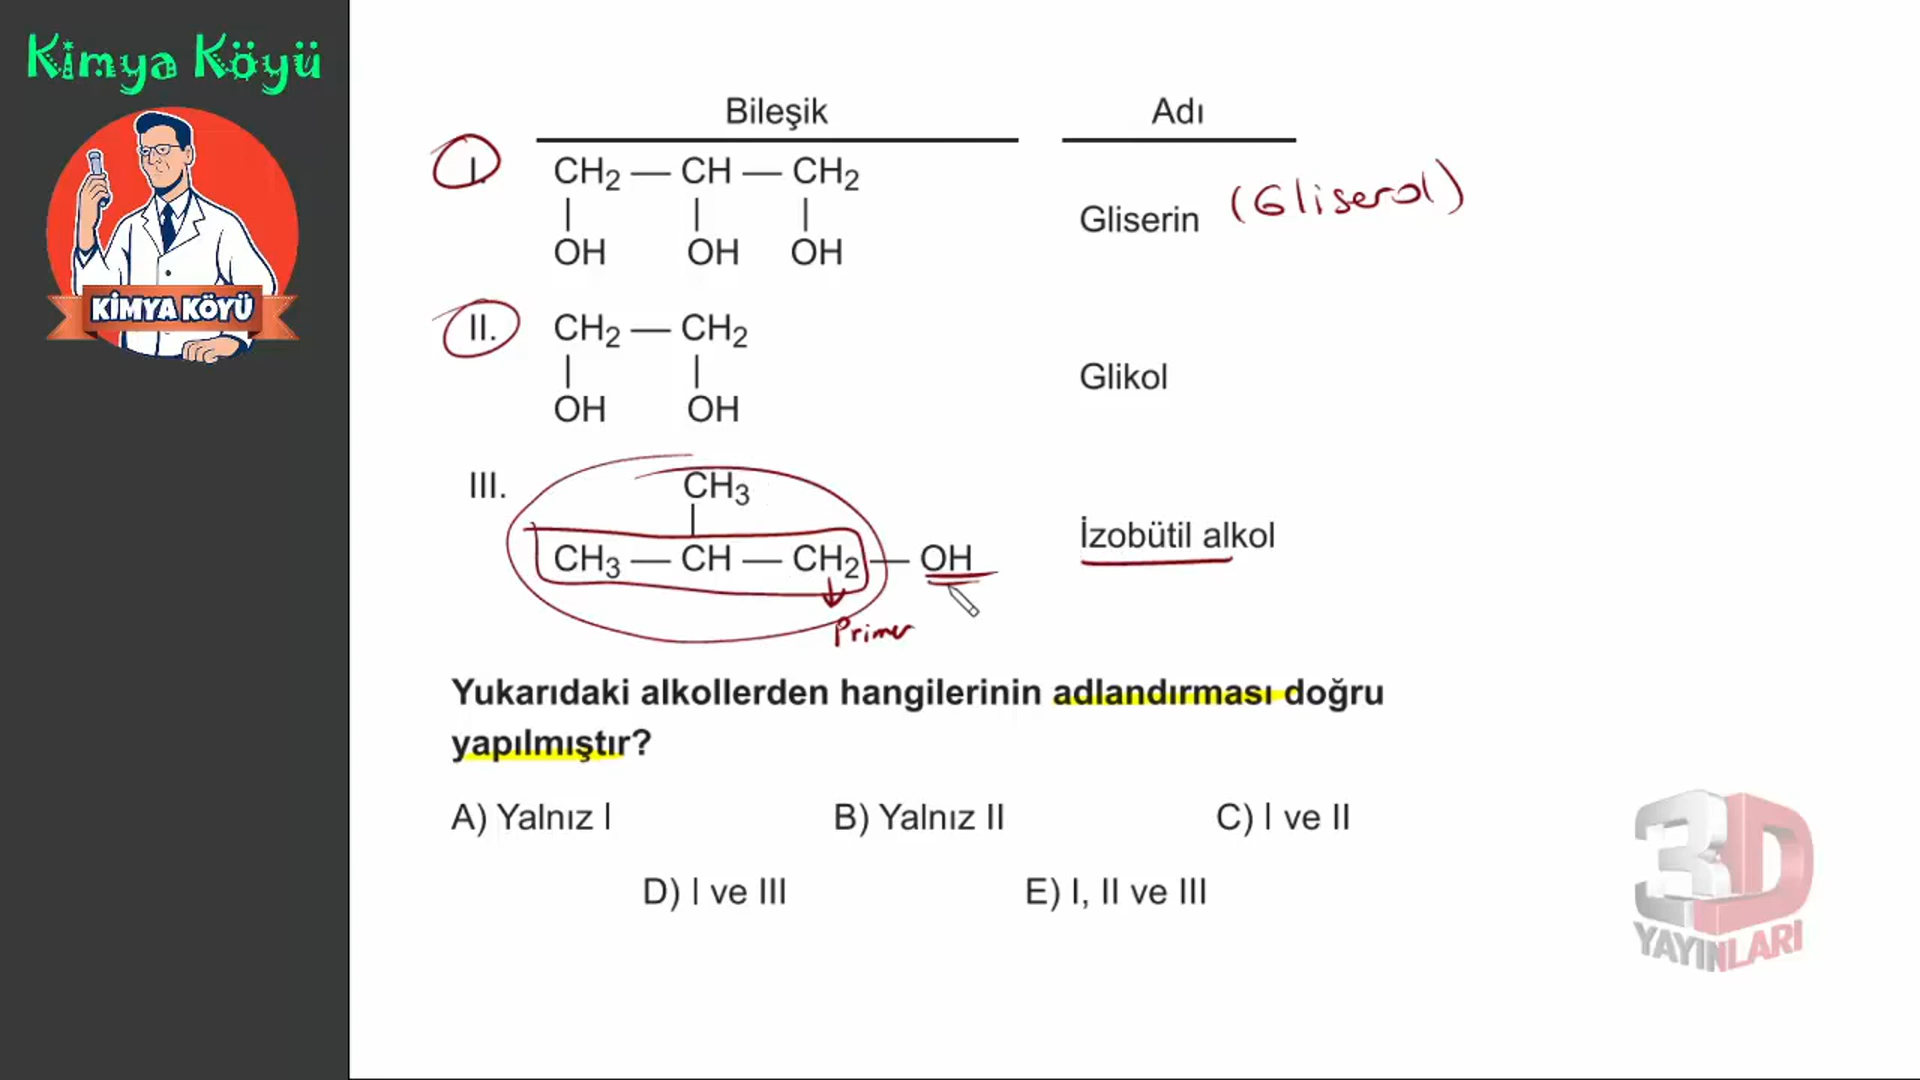 Kimya Köyü
KİMYA KÖYÜ
Bileşik Adı
I. CH2 — CH — CH2
| | |
OH OH OH
Gliserin (Gliserol)
II. CH2 — CH2
| |
OH OH
Glikol
III. CH3
|
CH3 — CH — CH2 — OH
İzobütil alkol
Primer
Yukarıdaki alkollerden hangilerinin adlandırması doğru
yapılmıştır?
A) Yalnız I B) Yalnız II C) I ve II
D) I ve III E) I, II ve III
3D
YAYINLARI